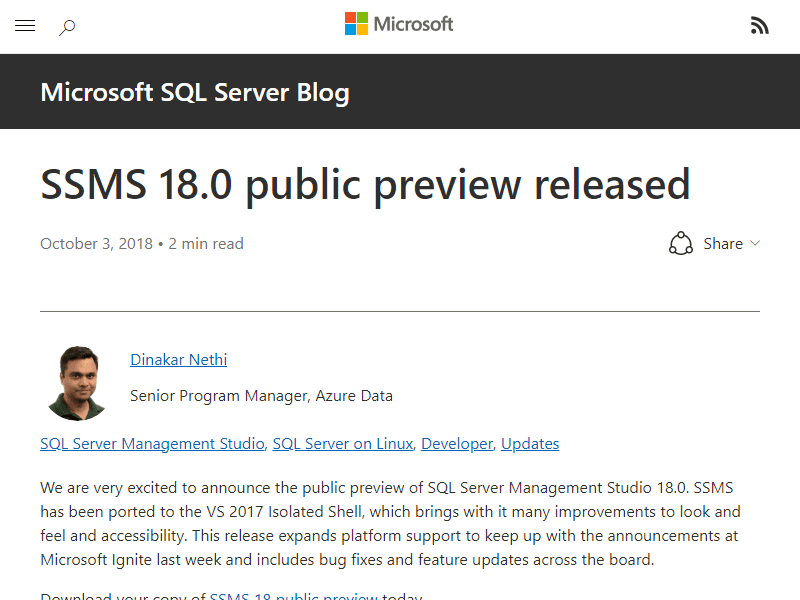 Microsoft
Microsoft SQL Server Blog
SSMS 18.0 public preview released
October 3, 2018 • 2 min read
Share
Dinakar Nethi
Senior Program Manager, Azure Data
SQL Server Management Studio, SQL Server on Linux, Developer, Updates
We are very excited to announce the public preview of SQL Server Management Studio 18.0. SSMS
has been ported to the VS 2017 Isolated Shell, which brings with it many improvements to look and
feel and accessibility. This release expands platform support to keep up with the announcements at
Microsoft Ignite last week and includes bug fixes and feature updates across the board.
Download your copy of SSMS 18 public preview today.